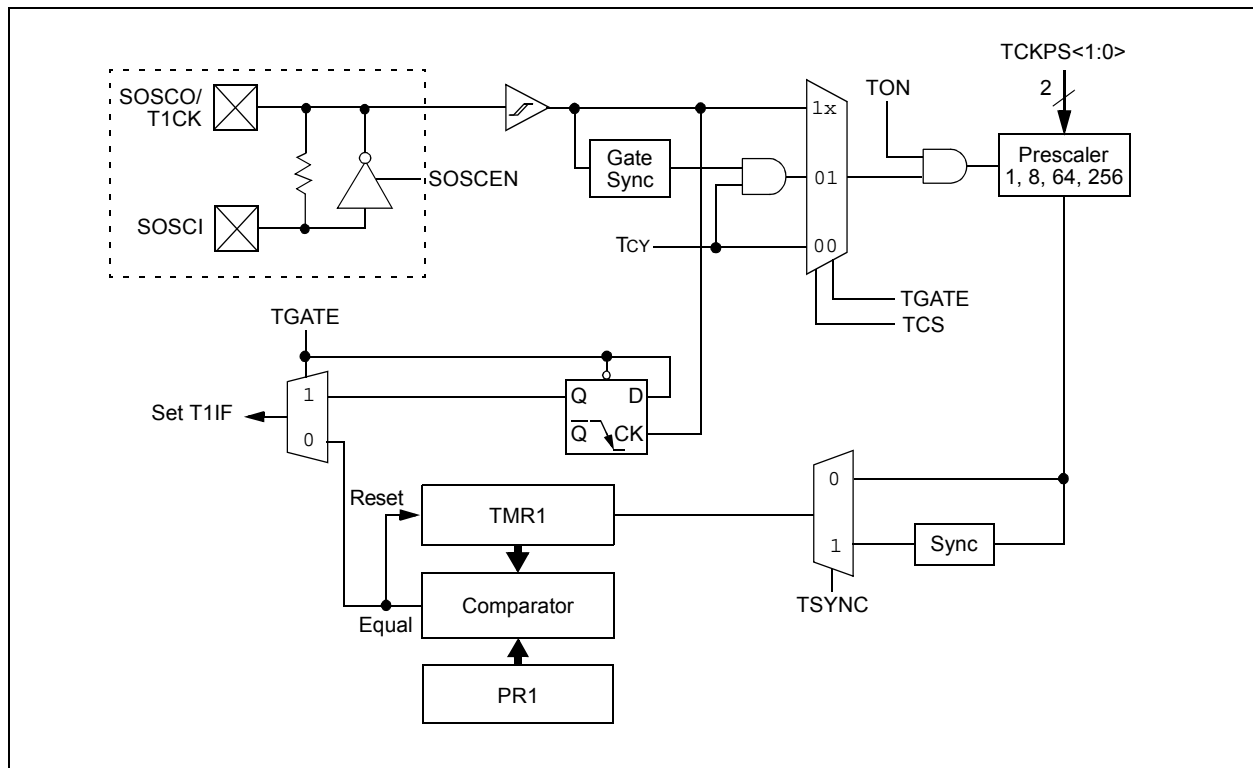 TCKPS<1:0>
2
SOSCO/
T1CK
TON
1x
Gate
Sync
Prescaler
1, 8, 64, 256
SOSCEN
01
SOSCI
TCY
00
TGATE
TCS
TGATE
1
Q
D
Set T1IF
0
Q
CK
Reset
TMR1
0
1
Sync
Comparator
TSYNC
Equal
PR1